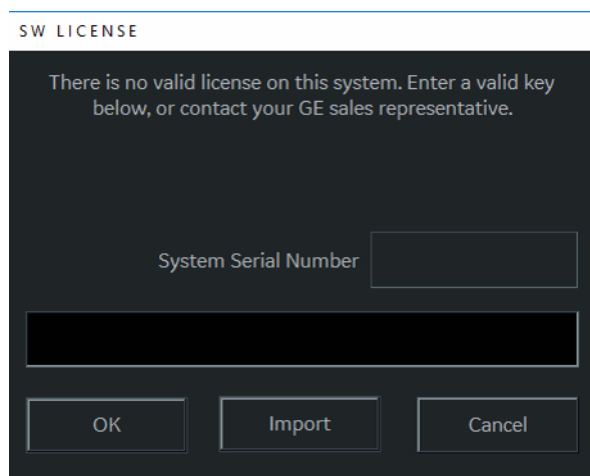 SW LICENSE
There is no valid license on this system. Enter a valid key
below, or contact your GE sales representative.
System Serial Number
OK
Import
Cancel